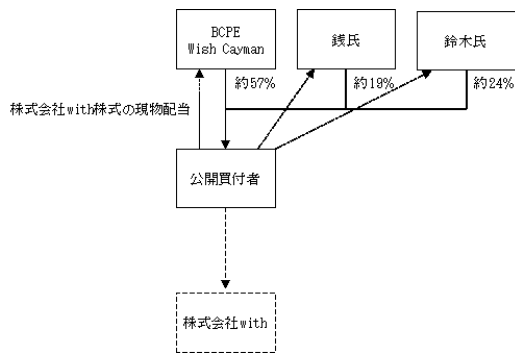 BCPE
Wish Cayman
銭氏
鈴木氏
約57%
約19%
約24%
株式会社with株式の現物配当
公開買付者
株式会社with